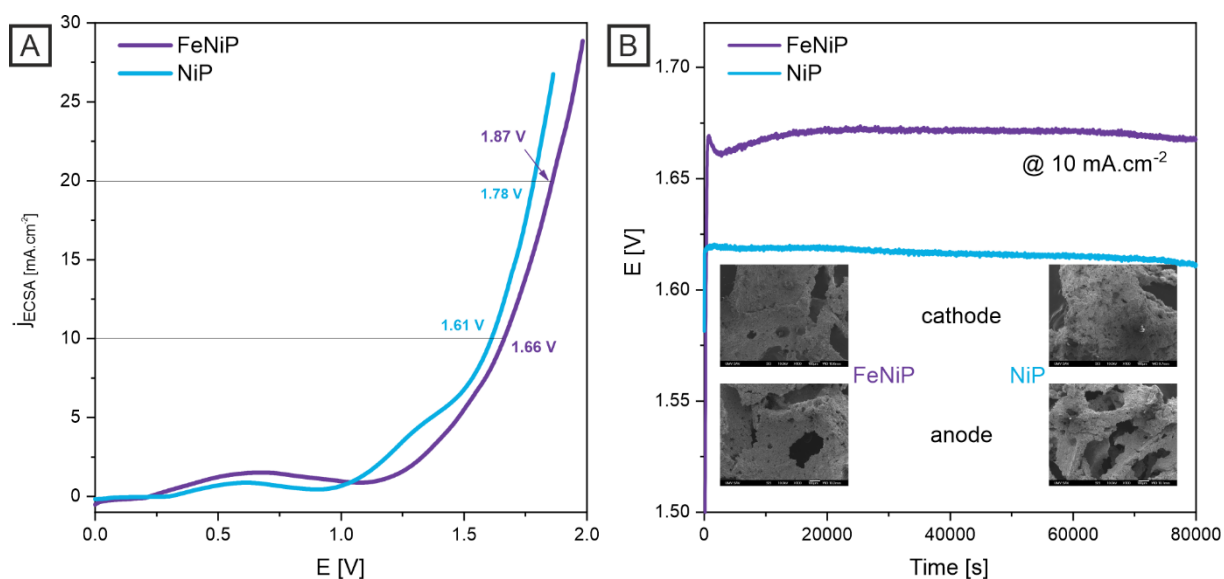 A
FeNiP
NiP
30
25
20
15
10
5
0
1.87 V
1.78 V
1.61 V
1.66 V
0.0
0.5
1.0
1.5
2.0
j_ECSA [mA.cm⁻²]
E [V]
B
FeNiP
NiP
1.70
1.65
1.60
1.55
1.50
@ 10 mA.cm⁻²
cathode
FeNiP
NiP
anode
0
20000
40000
60000
80000
E [V]
Time [s]